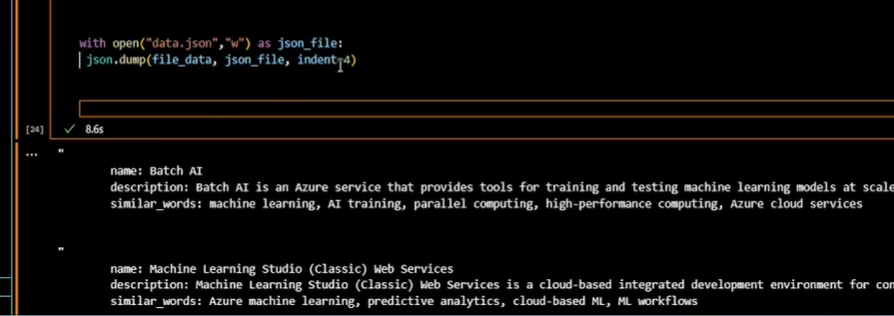 with open("data.json","w") as json_file:
json.dump(file_data, json_file, indent=4)
[24]
8.6s
...
"
name: Batch AI
description: Batch AI is an Azure service that provides tools for training and testing machine learning models at scale
similar_words: machine learning, AI training, parallel computing, high-performance computing, Azure cloud services
"
name: Machine Learning Studio (Classic) Web Services
description: Machine Learning Studio (Classic) Web Services is a cloud-based integrated development environment for con
similar_words: Azure machine learning, predictive analytics, cloud-based ML, ML workflows